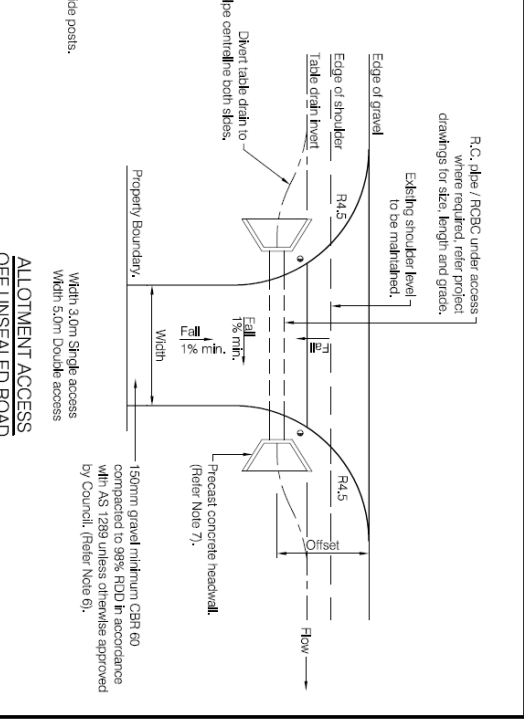 R.C. pipe / RCBC under access
where required, refer project
drawings for size, length and grade.
Existing shoulder level
to be maintained.
Edge of gravel
Edge of shoulder
Table drain invert
Divert table drain to
pe centreline both sides.
ide posts.
R4.5
R4.5
Fall
Fall
1% min.
Fall
1% min.
Offset
Flow
Width
Property Boundary.
Precast concrete headwall.
(Refer Note 7).
150mm gravel minimum CBR 60
compacted to 98% RDD in accordance
with AS 1289 unless otherwise approved
by Council. (Refer Note 6).
Width 3.0m Single access
Width 5.0m Double access
ALLOTMENT ACCESS
OFF UNSEALED ROAD